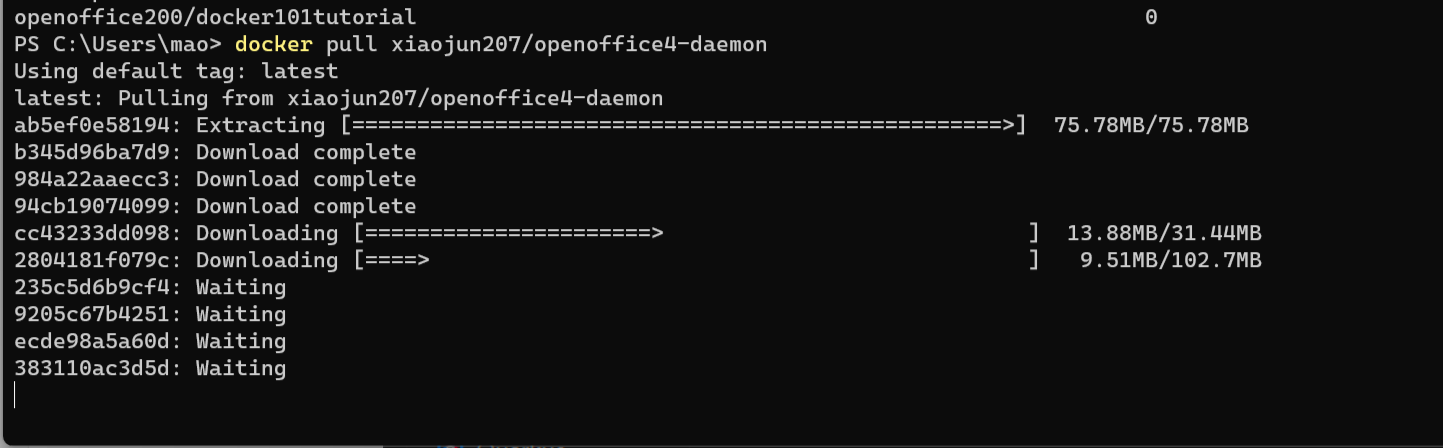 openoffice200/docker101tutorial 0
PS C:\Users\mao> docker pull xiaojun207/openoffice4-daemon
Using default tag: latest
latest: Pulling from xiaojun207/openoffice4-daemon
ab5ef0e58194: Extracting [==================================================>] 75.78MB/75.78MB
b345d96ba7d9: Download complete
984a22aaecc3: Download complete
94cb19074099: Download complete
cc43233dd098: Downloading [======================> ] 13.88MB/31.44MB
2804181f079c: Downloading [====> ] 9.51MB/102.7MB
235c5d6b9cf4: Waiting
9205c67b4251: Waiting
ecde98a5a60d: Waiting
383110ac3d5d: Waiting